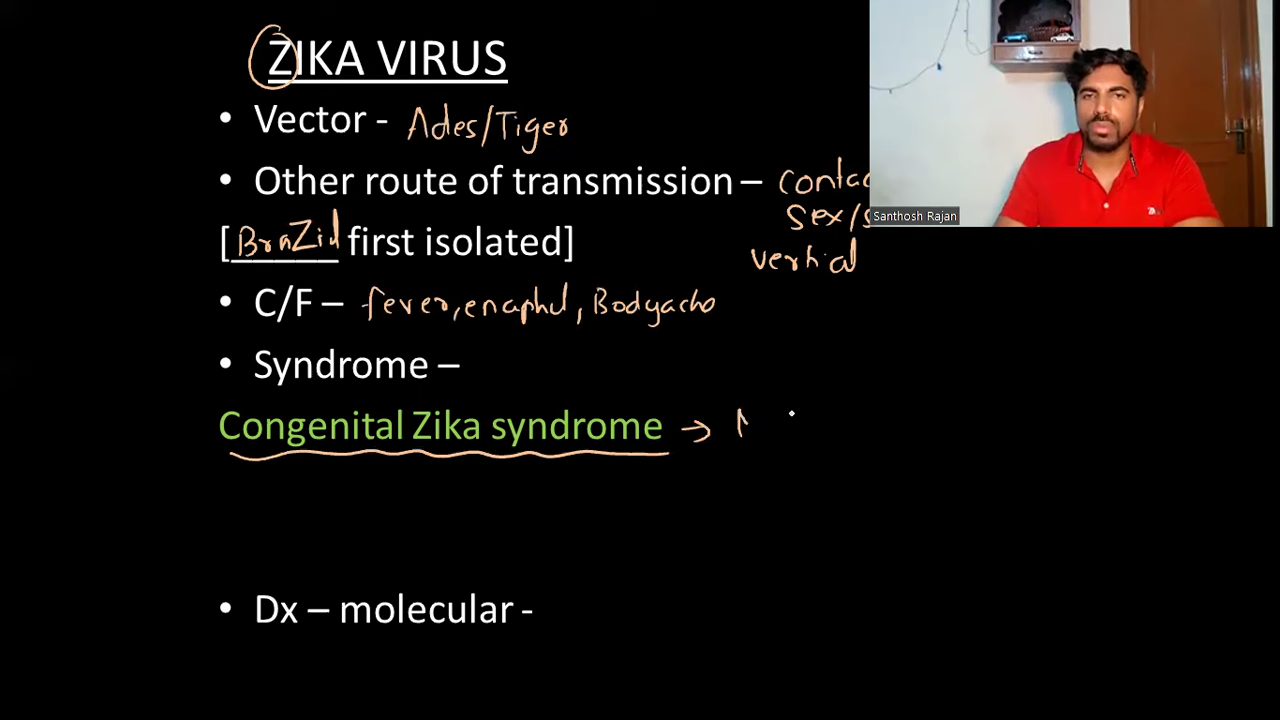 ZIKA VIRUS
• Vector - Ades/Tiger
• Other route of transmission – contac
Sex/s
[BraZil first isolated]
vertical
• C/F – fever, enaphil, Bodyache
• Syndrome –
Congenital Zika syndrome → M
• Dx – molecular -
Santhosh Rajan